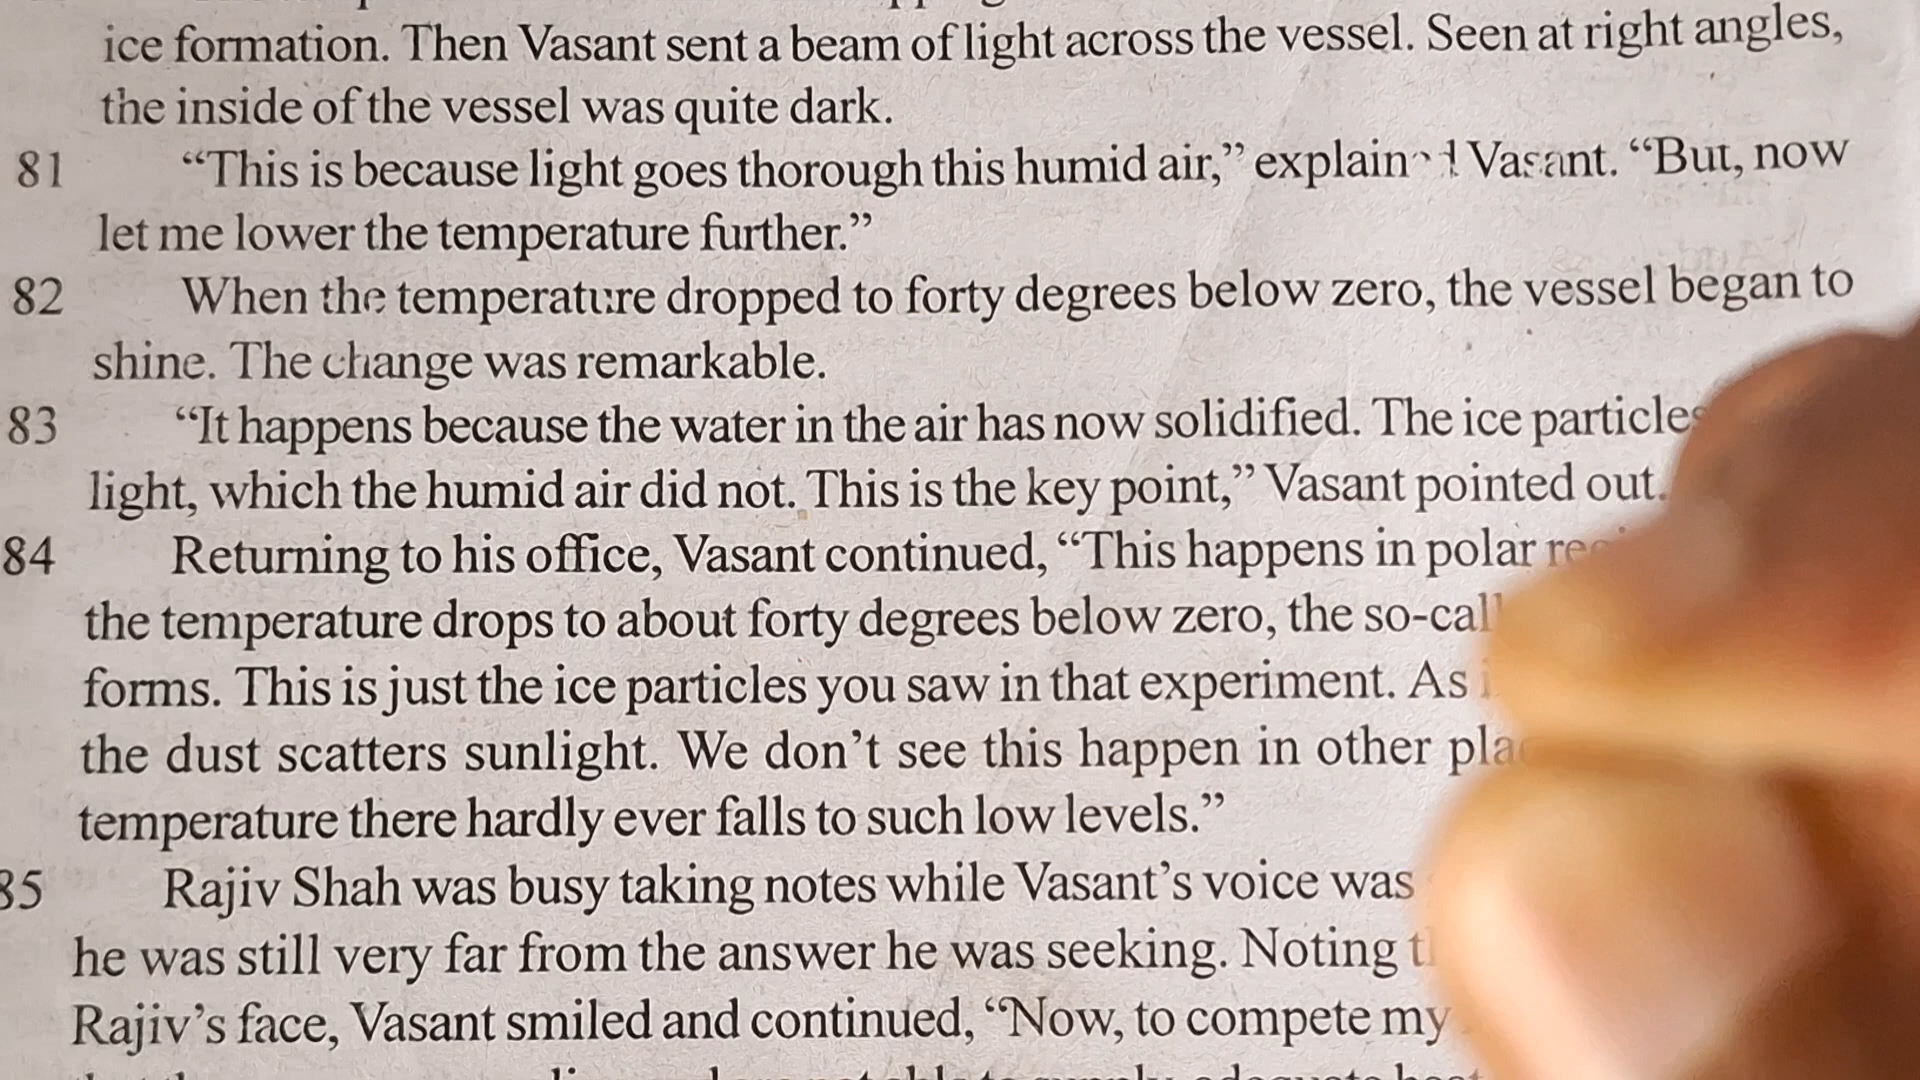 ice formation. Then Vasant sent a beam of light across the vessel. Seen at right angles,
the inside of the vessel was quite dark.
81 “This is because light goes thorough this humid air,” explained Vasant. “But, now
let me lower the temperature further.”
82 When the temperature dropped to forty degrees below zero, the vessel began to
shine. The change was remarkable.
83 “It happens because the water in the air has now solidified. The ice particles
light, which the humid air did not. This is the key point,” Vasant pointed out.
84 Returning to his office, Vasant continued, “This happens in polar
the temperature drops to about forty degrees below zero, the
forms. This is just the ice particles you saw in that experiment. As
the dust scatters sunlight. We don’t see this happen in other
temperature there hardly ever falls to such low levels.”
85 Rajiv Shah was busy taking notes while Vasant’s voice was
he was still very far from the answer he was seeking. Noting
Rajiv’s face, Vasant smiled and continued, “Now, to compete my